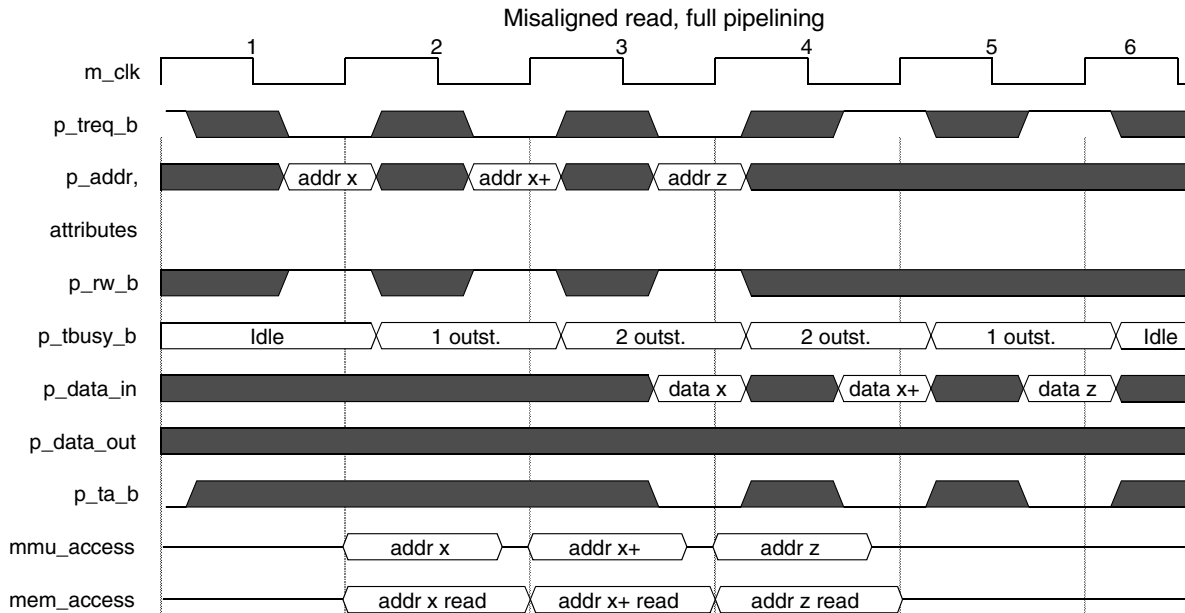 Misaligned read, full pipelining
1 2 3 4 5 6
m_clk
p_treq_b
p_addr, addr x addr x+ addr z
attributes
p_rw_b
p_tbusy_b Idle 1 outst. 2 outst. 2 outst. 1 outst. Idle
p_data_in data x data x+ data z
p_data_out
p_ta_b
mmu_access addr x addr x+ addr z
mem_access addr x read addr x+ read addr z read